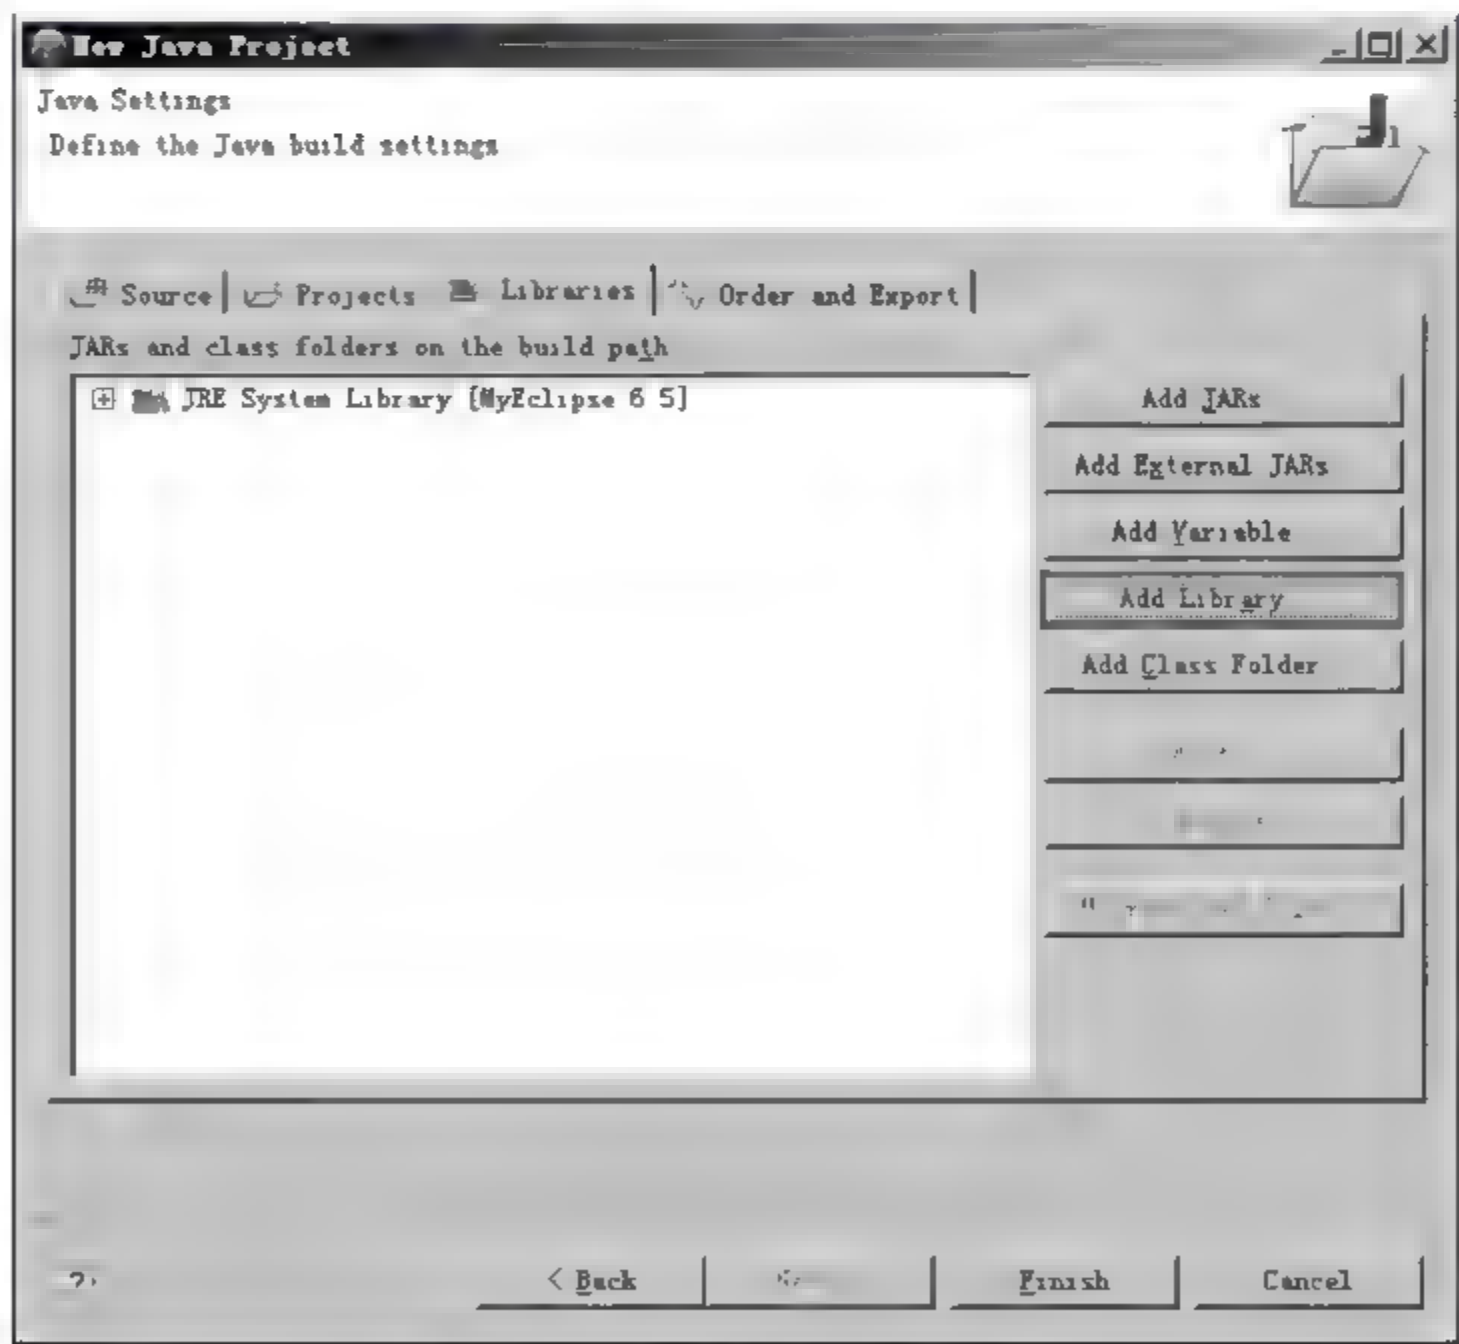 New Java Project
Java Settings
Define the Java build settings
Source Projects Libraries Order and Export
JARs and class folders on the build path
JRE System Library [MyEclipse 6 5]
Add JARs
Add External JARs
Add Variable
Add Library
Add Class Folder
?
< Back Finish Cancel